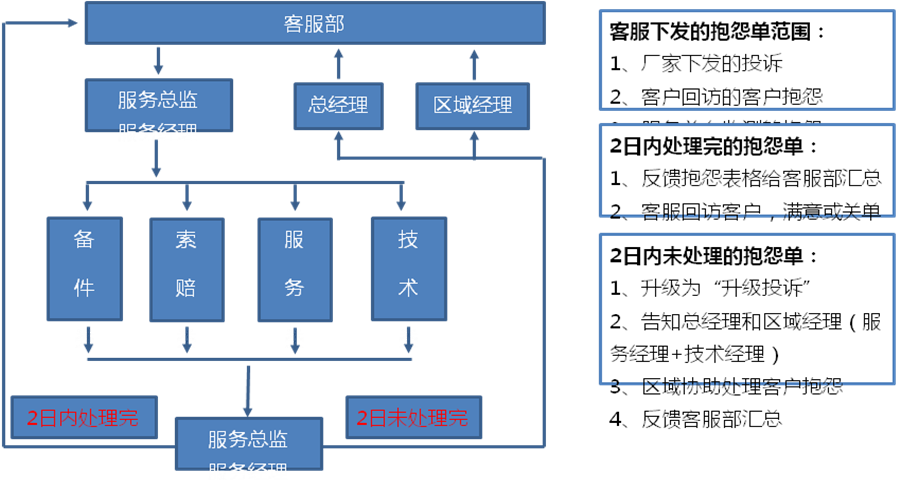 客服部
服务总监
服务经理
总经理
区域经理
备
件
索
赔
服
务
技
术
2日内处理完
2日未处理完
服务总监
服务经理
客服下发的抱怨单范围：
1、厂家下发的投诉
2、客户回访的客户抱怨
2日内处理完的抱怨单：
1、反馈抱怨表格给客服部汇总
2、客服回访客户，满意或关单
2日内未处理的抱怨单：
1、升级为“升级投诉”
2、告知总经理和区域经理（服
务经理+技术经理）
3、区域协助处理客户抱怨
4、反馈客服部汇总